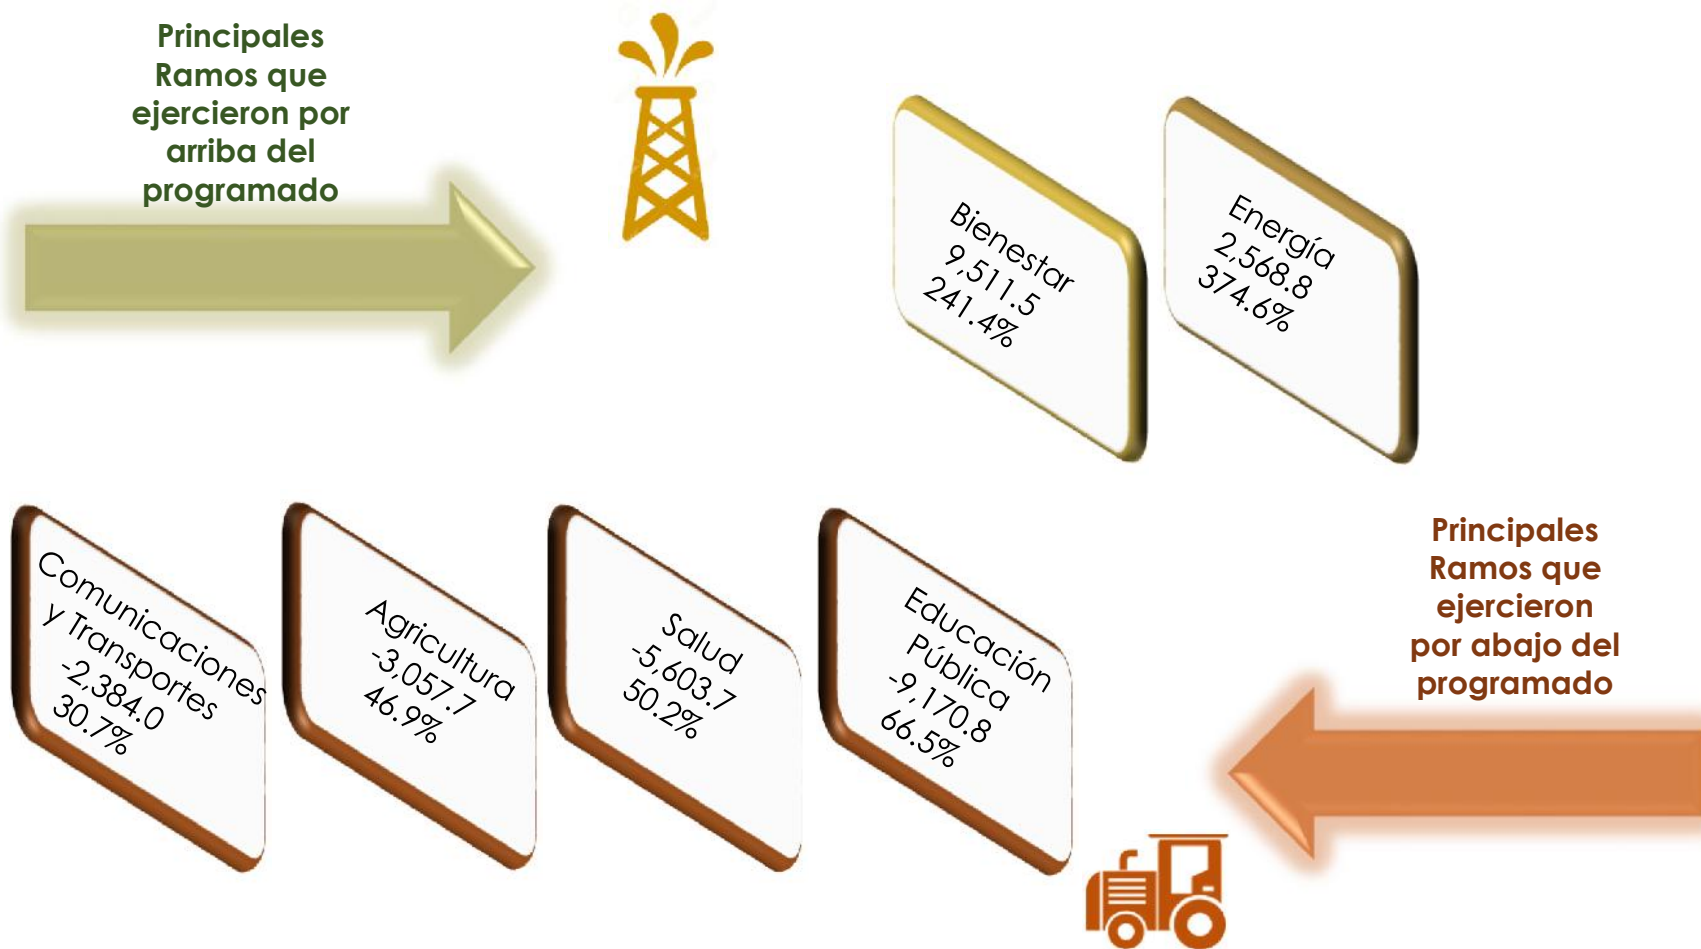 Principales
Ramos que
ejercieron por
arriba del
programado
Bienestar
9,511.5
241.4%
Energía
2,568.8
374.6%
Comunicaciones
y Transportes
-2,384.0
30.7%
Agricultura
-3,057.7
46.9%
Salud
-5,603.7
50.2%
Educación
Pública
-9,170.8
66.5%
Principales
Ramos que
ejercieron
por abajo del
programado